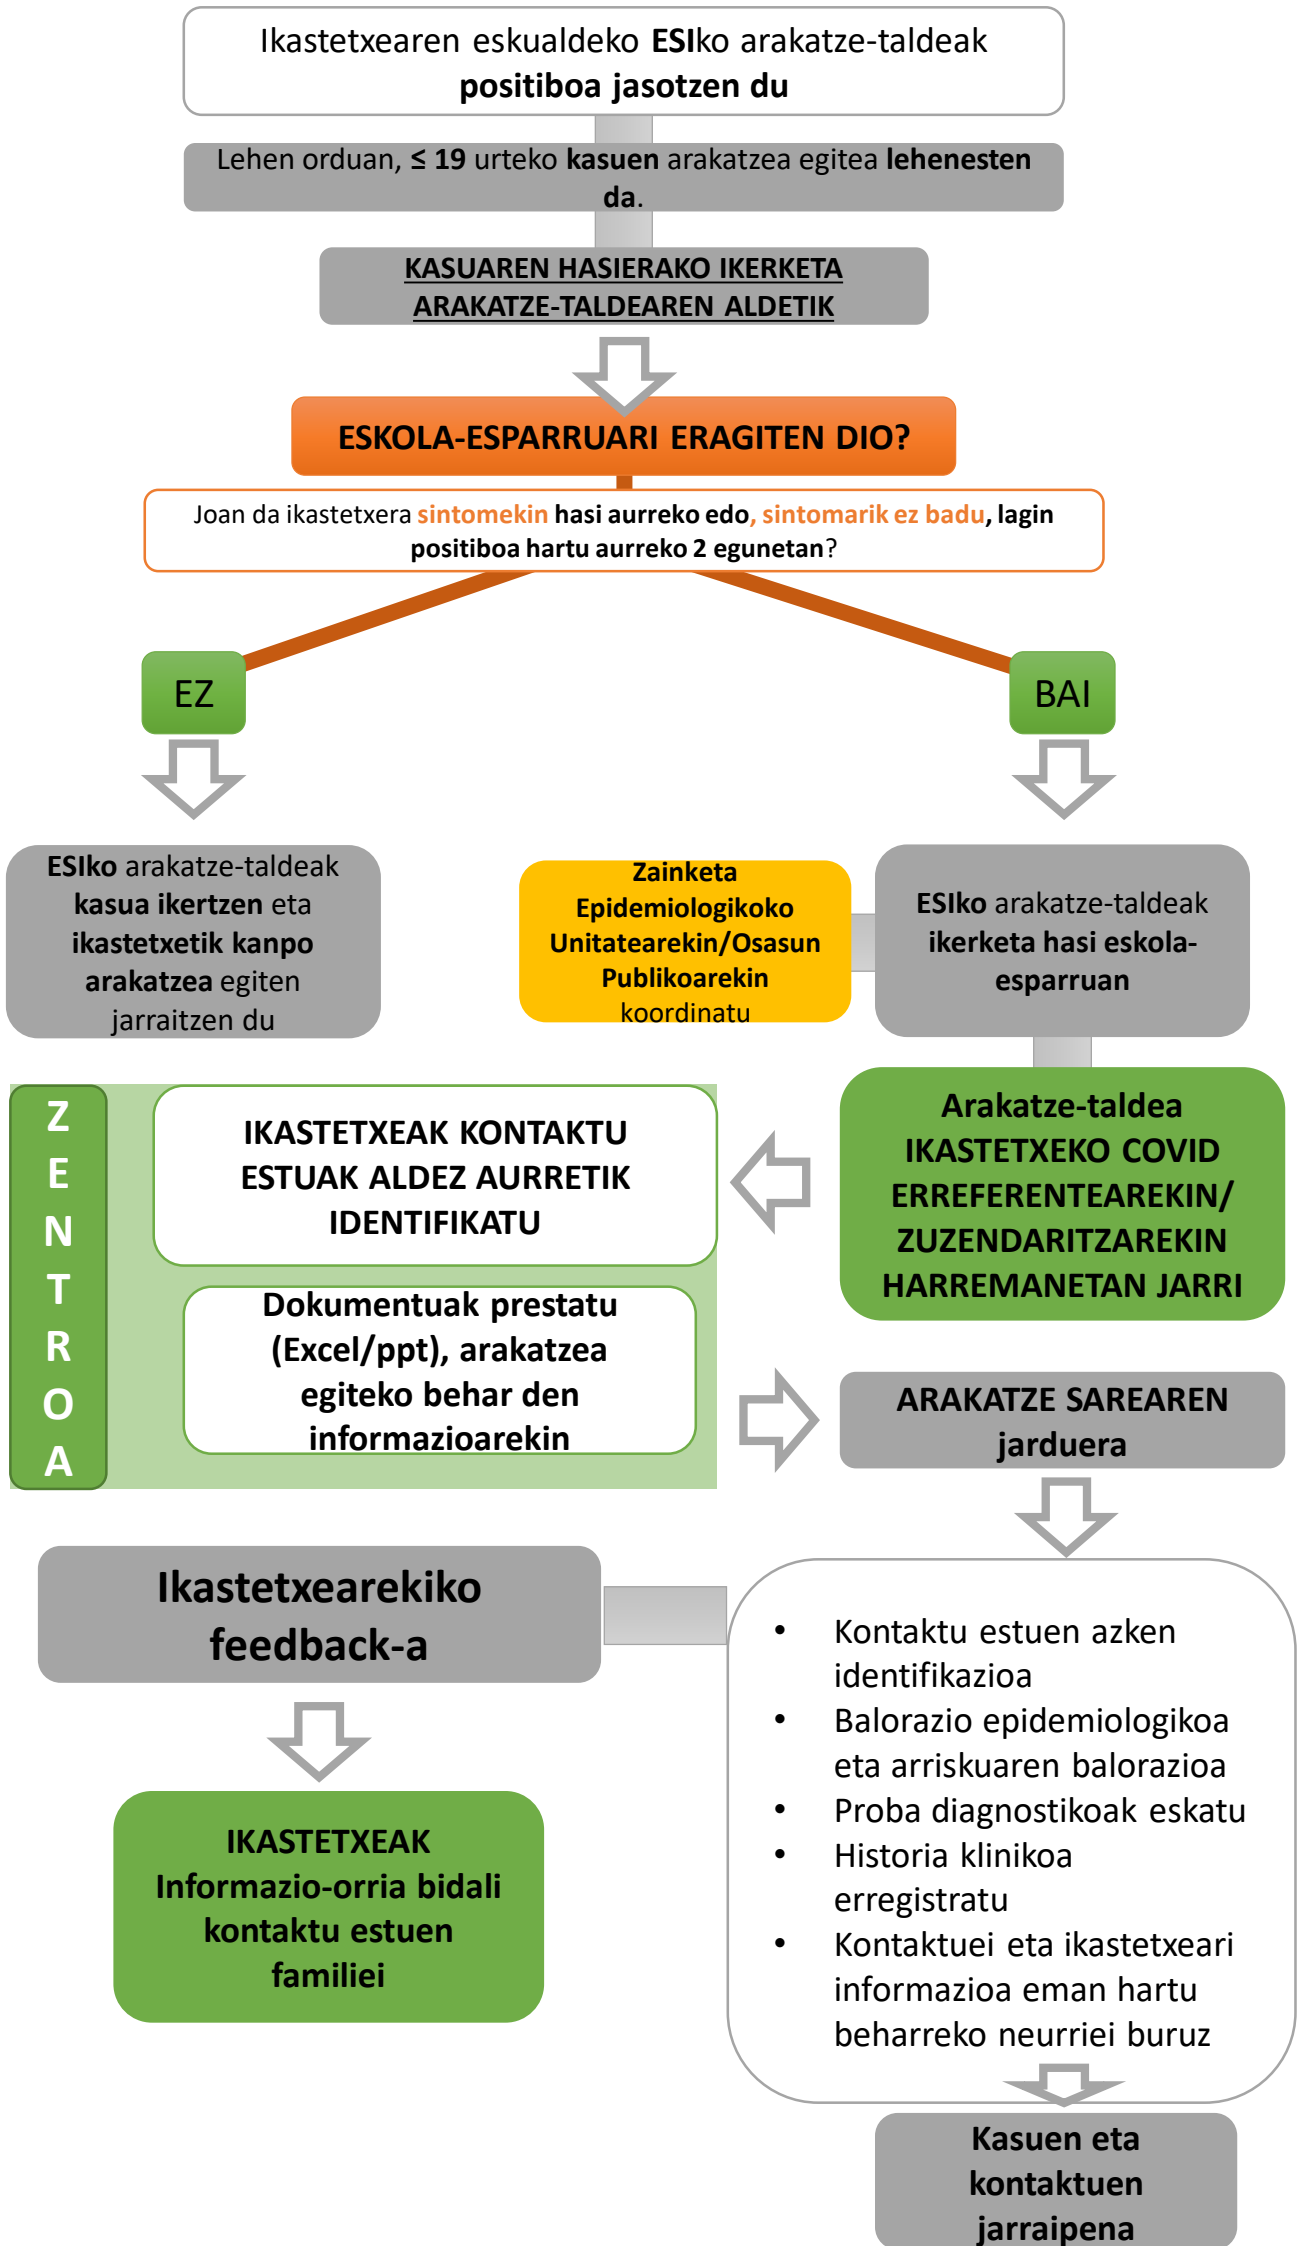 Ikastetxearen eskualdeko ESIko arakatze-taldeak
positiboa jasotzen du
Lehen orduan, ≤ 19 urteko kasuen arakatzea egitea lehenesten
da.
KASUAREN HASIERAKO IKERKETA
ARAKATZE-TALDEAREN ALDETIK
ESKOLA-ESPARRUARI ERAGITEN DIO?
Joan da ikastetxera sintomekin hasi aurreko edo, sintomarik ez badu, lagin
positiboa hartu aurreko 2 egunetan?
EZ
BAI
ESIko arakatze-taldeak
kasua ikertzen eta
ikastetxetik kanpo
arakatzea egiten
jarraitzen du
Zainketa
Epidemiologikoko
Unitatearekin/Osasun
Publikoarekin
koordinatu
ESIko arakatze-taldeak
ikerketa hasi eskola-
esparruan
Arakatze-taldea
IKASTETXEKO COVID
ERREFERENTEAREKIN/
ZUZENDARITZAREKIN
HARREMANETAN JARRI
Z
E
N
T
R
O
A
IKASTETXEAK KONTAKTU
ESTUAK ALDEZ AURRETIK
IDENTIFIKATU
Dokumentuak prestatu
(Excel/ppt), arakatzea
egiteko behar den
informazioarekin
ARAKATZE SAREAREN
jarduera
• Kontaktu estuen azken
identifikazioa
• Balorazio epidemiologikoa
eta arriskuaren balorazioa
• Proba diagnostikoak eskatu
• Historia klinikoa
erregistratu
• Kontaktuei eta ikastetxeari
informazioa eman hartu
beharreko neurriei buruz
Ikastetxearekiko
feedback-a
IKASTETXEAK
Informazio-orria bidali
kontaktu estuen
familiei
Kasuen eta
kontaktuen
jarraipena